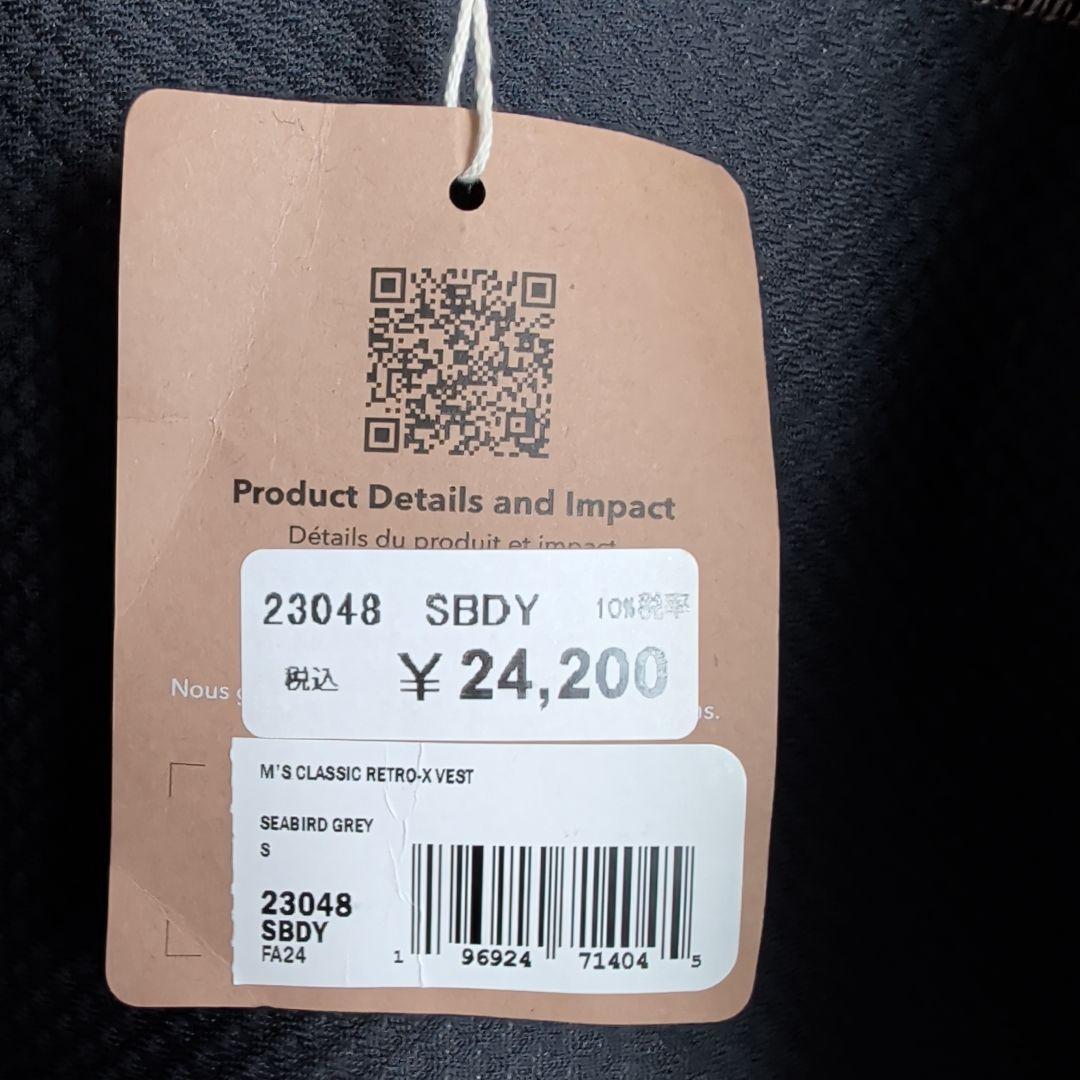 Product Details and Impact
Détails du produit et impact
23048 SBDY 10%税率
税込 ¥24,200
Nous
s.
M'S CLASSIC RETRO-X VEST
SEABIRD GREY
S
23048
SBDY
FA24
1 96924 71404 5